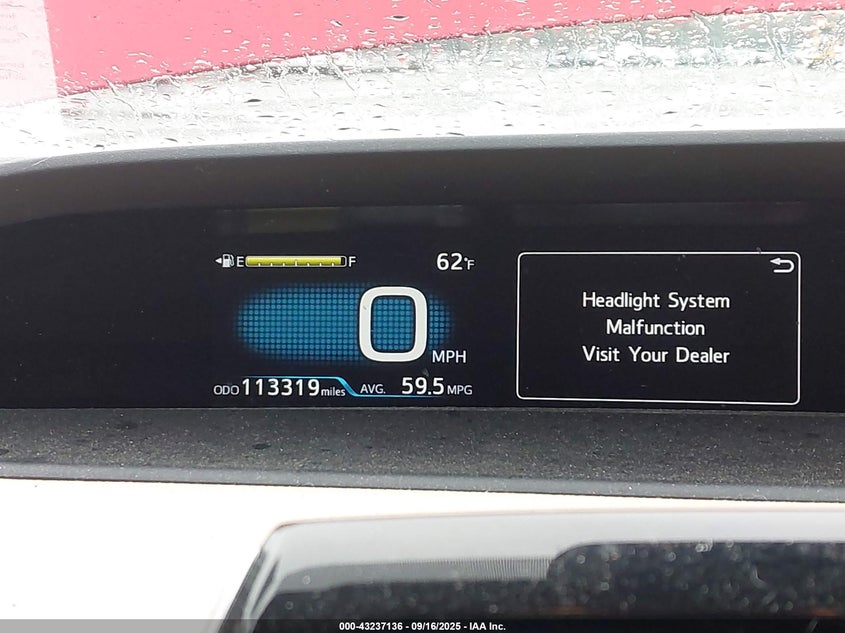 E F 62°F
0 MPH
ODO 113319 miles AVG. 59.5 MPG
Headlight System
Malfunction
Visit Your Dealer
000-43237136 - 09/16/2025 - IAA Inc.